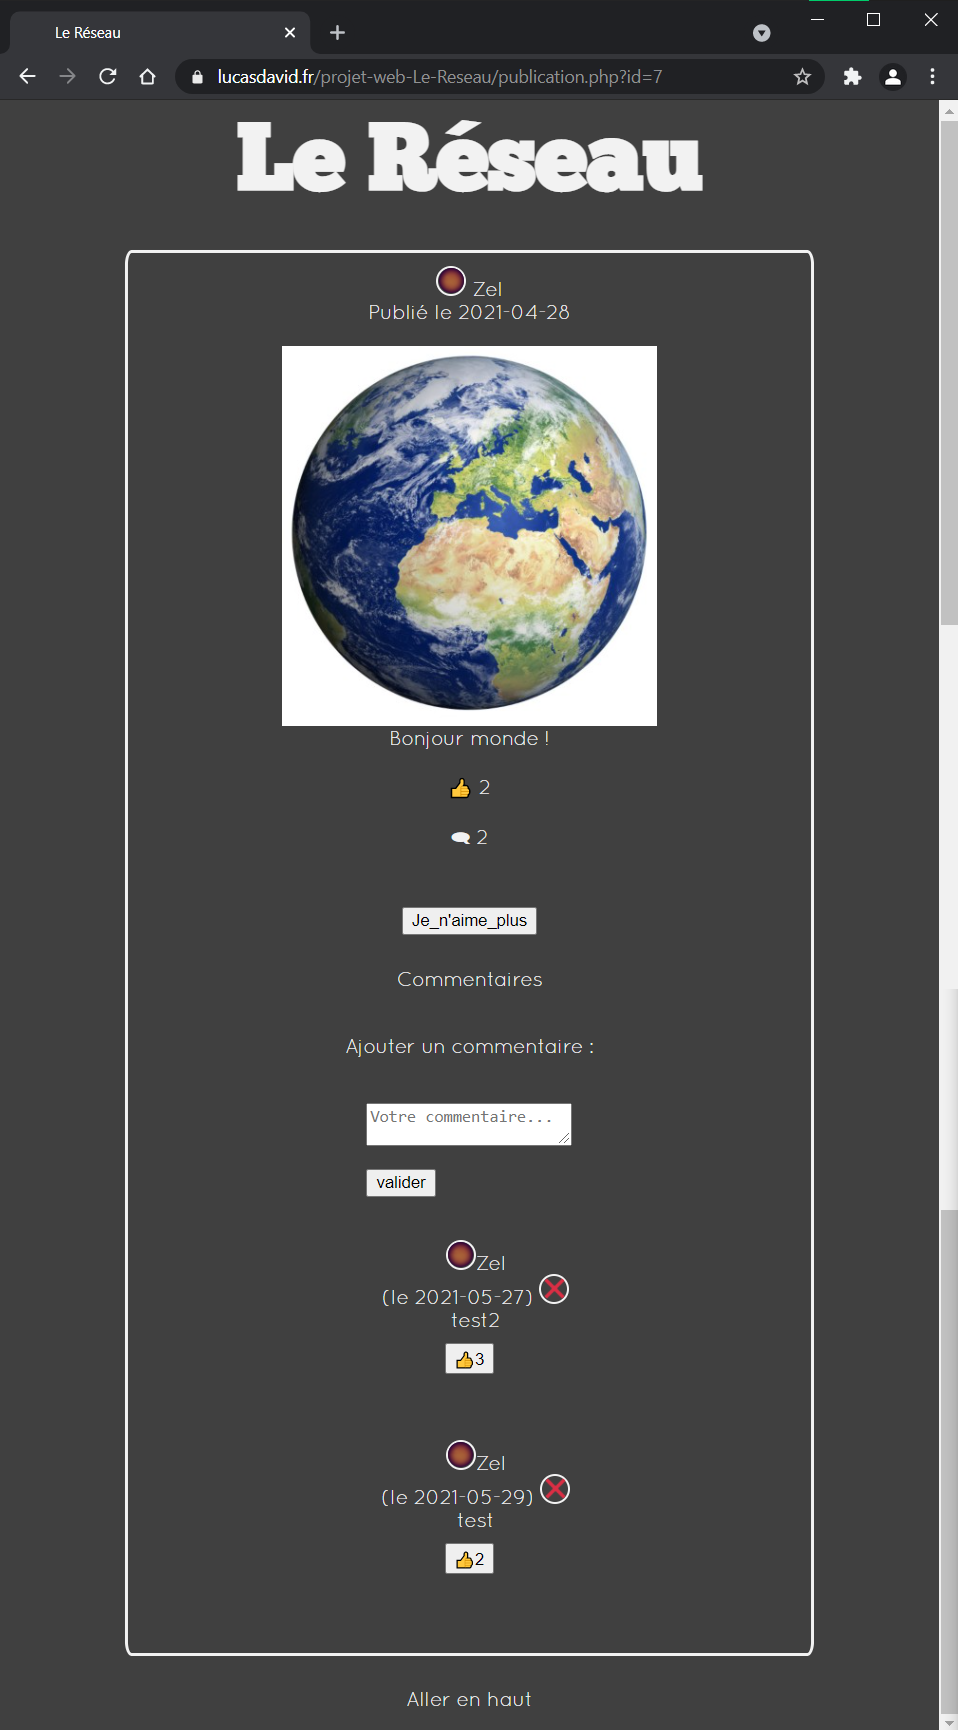 Le Réseau
lucasdavid.fr/projet-web-Le-Reseau/publication.php?id=7
Le Réseau
Zel
Publié le 2021-04-28
Bonjour monde !
👍 2
🗨 2
Je_n'aime_plus
Commentaires
Ajouter un commentaire :
Votre commentaire...
valider
Zel
(le 2021-05-27) ❌
test2
👍3
Zel
(le 2021-05-29) ❌
test
👍2
Aller en haut